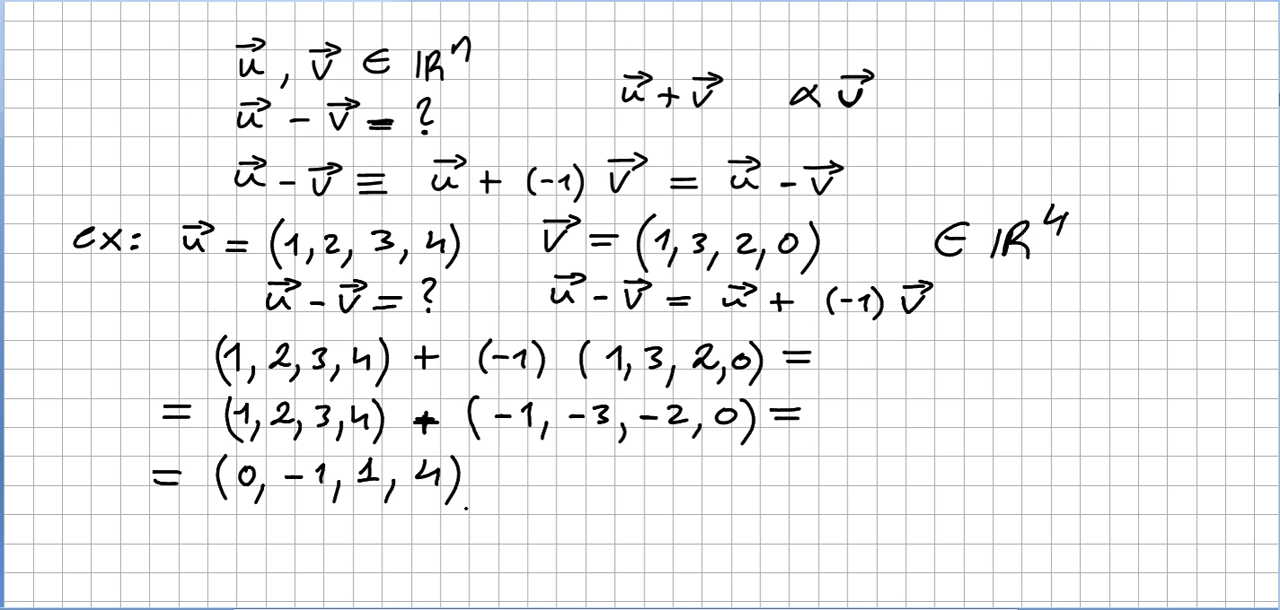 u⃗ , v⃗ ∈ ℝⁿ
u⃗ + v⃗ α v⃗
u⃗ - v⃗ = ?
u⃗ - v⃗ ≡ u⃗ + (-1) v⃗ = u⃗ - v⃗
ex: u⃗ = (1, 2, 3, 4) v⃗ = (1, 3, 2, 0) ∈ ℝ⁴
u⃗ - v⃗ = ? u⃗ - v⃗ = u⃗ + (-1) v⃗
(1, 2, 3, 4) + (-1) (1, 3, 2, 0) =
= (1, 2, 3, 4) + (-1, -3, -2, 0) =
= (0, -1, 1, 4).